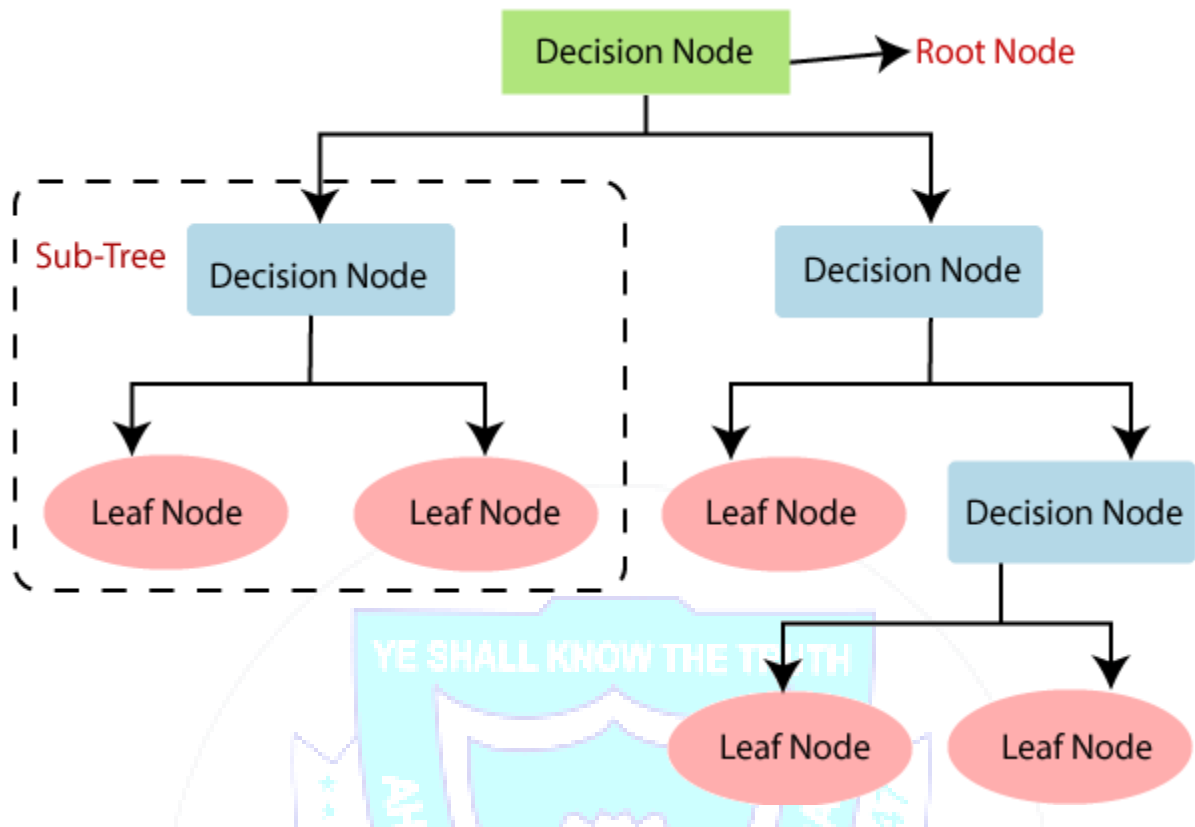 Decision Node
Root Node
Sub-Tree
Decision Node
Decision Node
Leaf Node
Leaf Node
Leaf Node
Decision Node
YE SHALL KNOW THE TRUTH
Leaf Node
Leaf Node